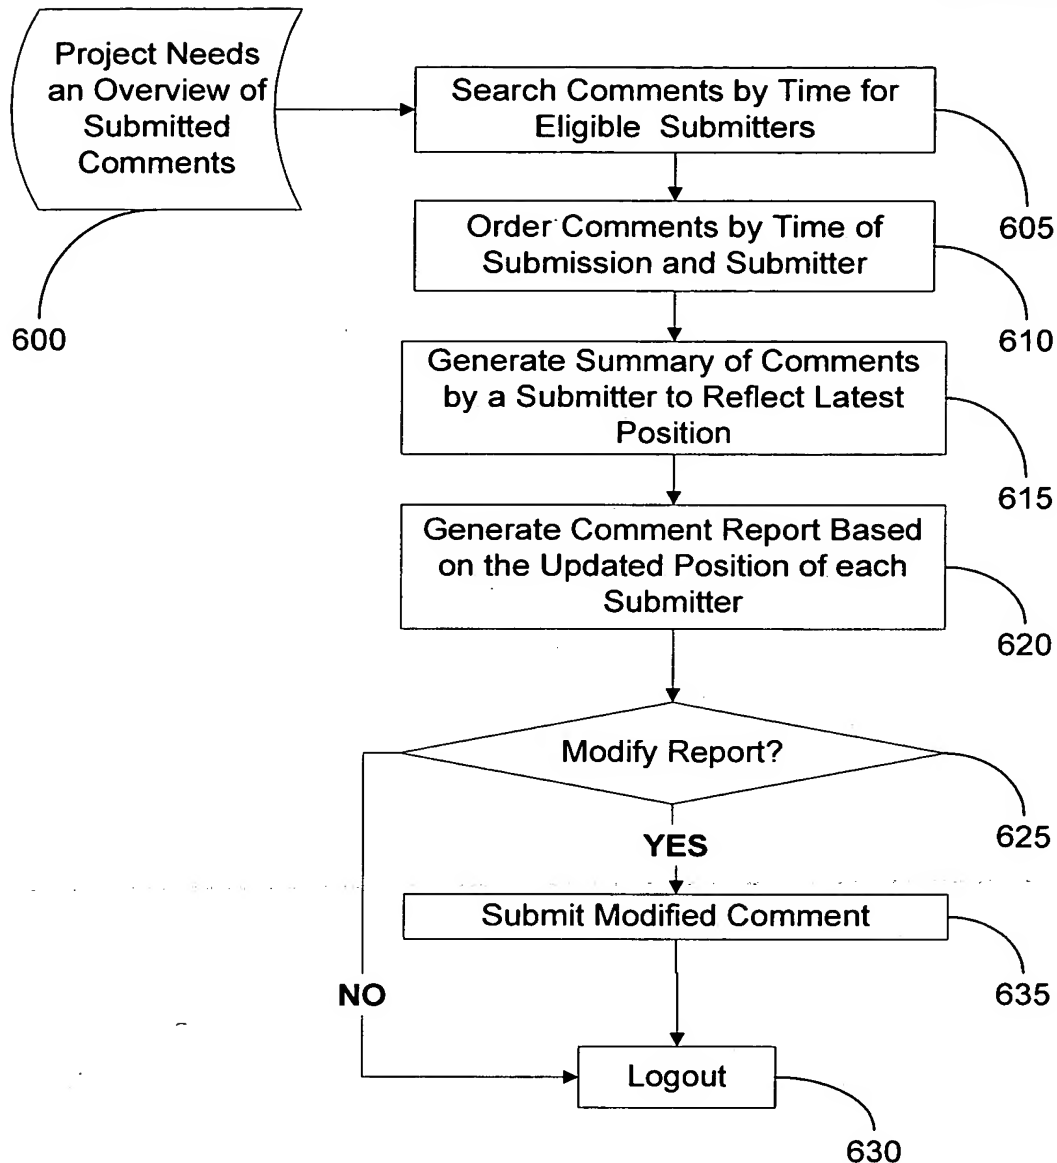 Project Needs
an Overview of
Submitted
Comments
600
Search Comments by Time for
Eligible Submitters
605
Order Comments by Time of
Submission and Submitter
610
Generate Summary of Comments
by a Submitter to Reflect Latest
Position
615
Generate Comment Report Based
on the Updated Position of each
Submitter
620
Modify Report?
625
YES
Submit Modified Comment
635
NO
Logout
630